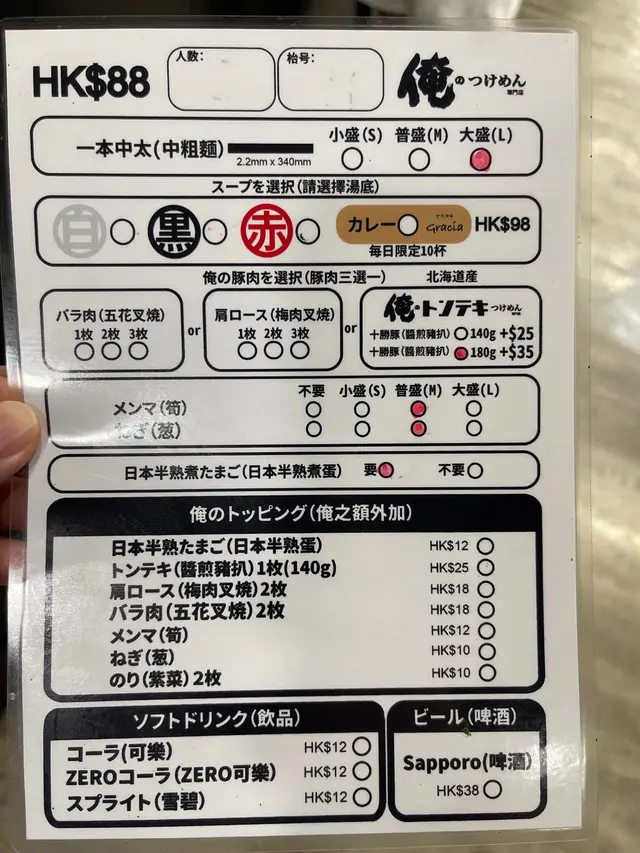 HK$88
人数:
枱号:
俺のつけめん
専門店
一本中太(中粗麵)
2.2mm x 340mm
小盛(S) 普盛(M) 大盛(L)
スープを選択(請選擇湯底)
白 黒 赤 カレー Gracia HK$98
毎日限定10杯
俺の豚肉を選択(豚肉三選一) 北海道産
バラ肉(五花叉焼)
1枚 2枚 3枚
or
肩ロース(梅肉叉焼)
1枚 2枚 3枚
or
俺のトンテキつけめん
十勝豚(醬煎豬扒) 140g +$25
十勝豚(醬煎豬扒) 180g +$35
不要 小盛(S) 普盛(M) 大盛(L)
メンマ(筍)
ねぎ(葱)
日本半熟煮たまご(日本半熟煮蛋) 要 不要
俺のトッピング(俺之額外加)
日本半熟たまご(日本半熟蛋) HK$12
トンテキ(醬煎豬扒)1枚(140g) HK$25
肩ロース(梅肉叉焼)2枚 HK$18
バラ肉(五花叉焼)2枚 HK$18
メンマ(筍) HK$12
ねぎ(葱) HK$10
のり(紫菜)2枚 HK$10
ソフトドリンク(飲品)
コーラ(可樂) HK$12
ZEROコーラ(ZERO可樂) HK$12
スプライト(雪碧) HK$12
ビール(啤酒)
Sapporo(啤酒)
HK$38